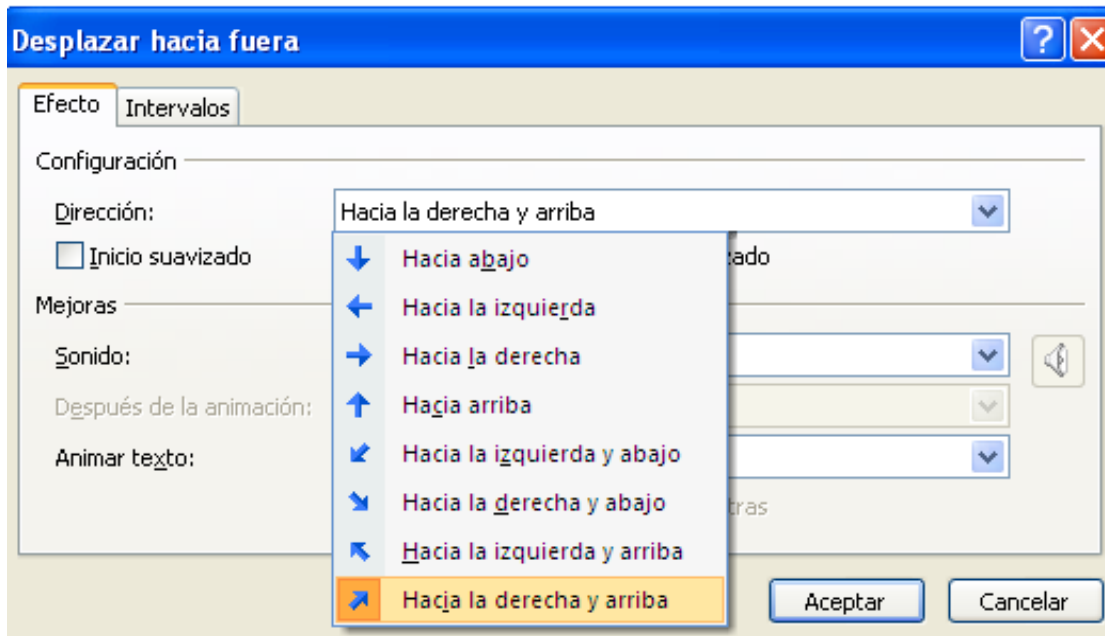 Desplazar hacia fuera
Efecto Intervalos
Configuración
Dirección: Hacia la derecha y arriba
Inicio suavizado
Hacia abajo
Hacia la izquierda
Hacia la derecha
Hacia arriba
Hacia la izquierda y abajo
Hacia la derecha y abajo
Hacia la izquierda y arriba
Hacia la derecha y arriba
Mejoras
Sonido:
Después de la animación:
Animar texto:
Aceptar Cancelar